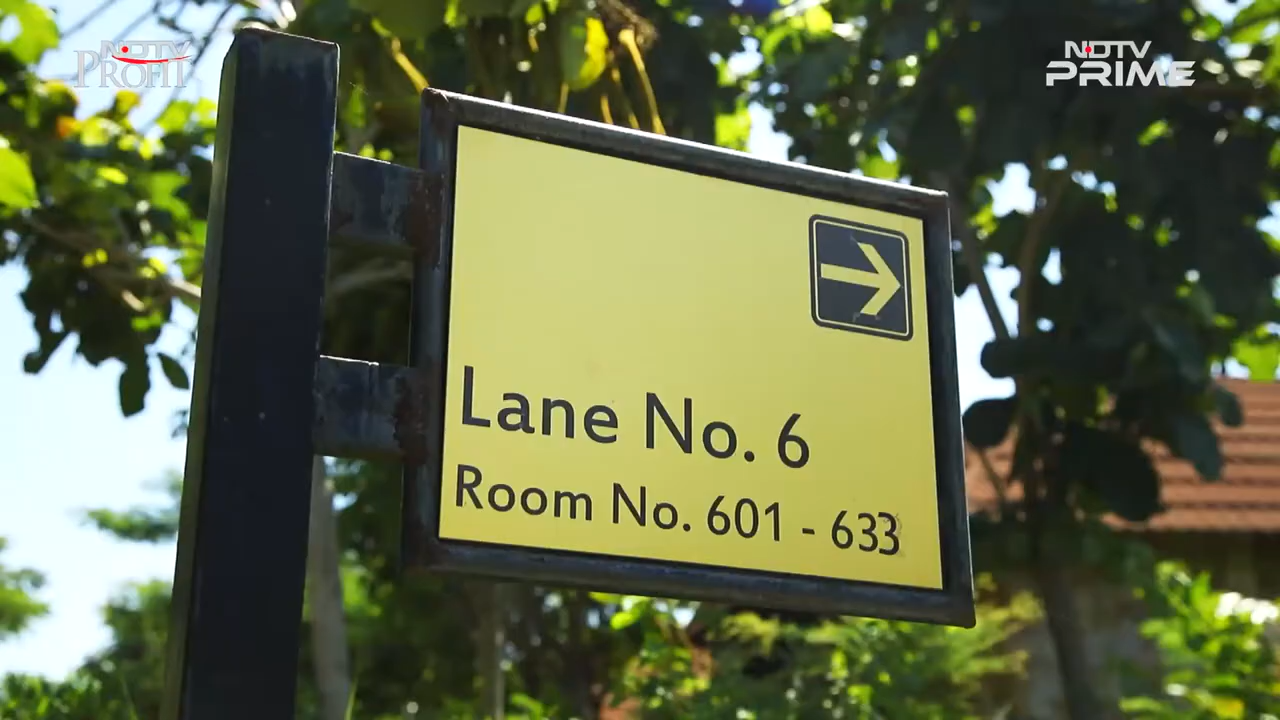 NDTV
PROFIT
NDTV
PRIME
Lane No. 6
Room No. 601 - 633